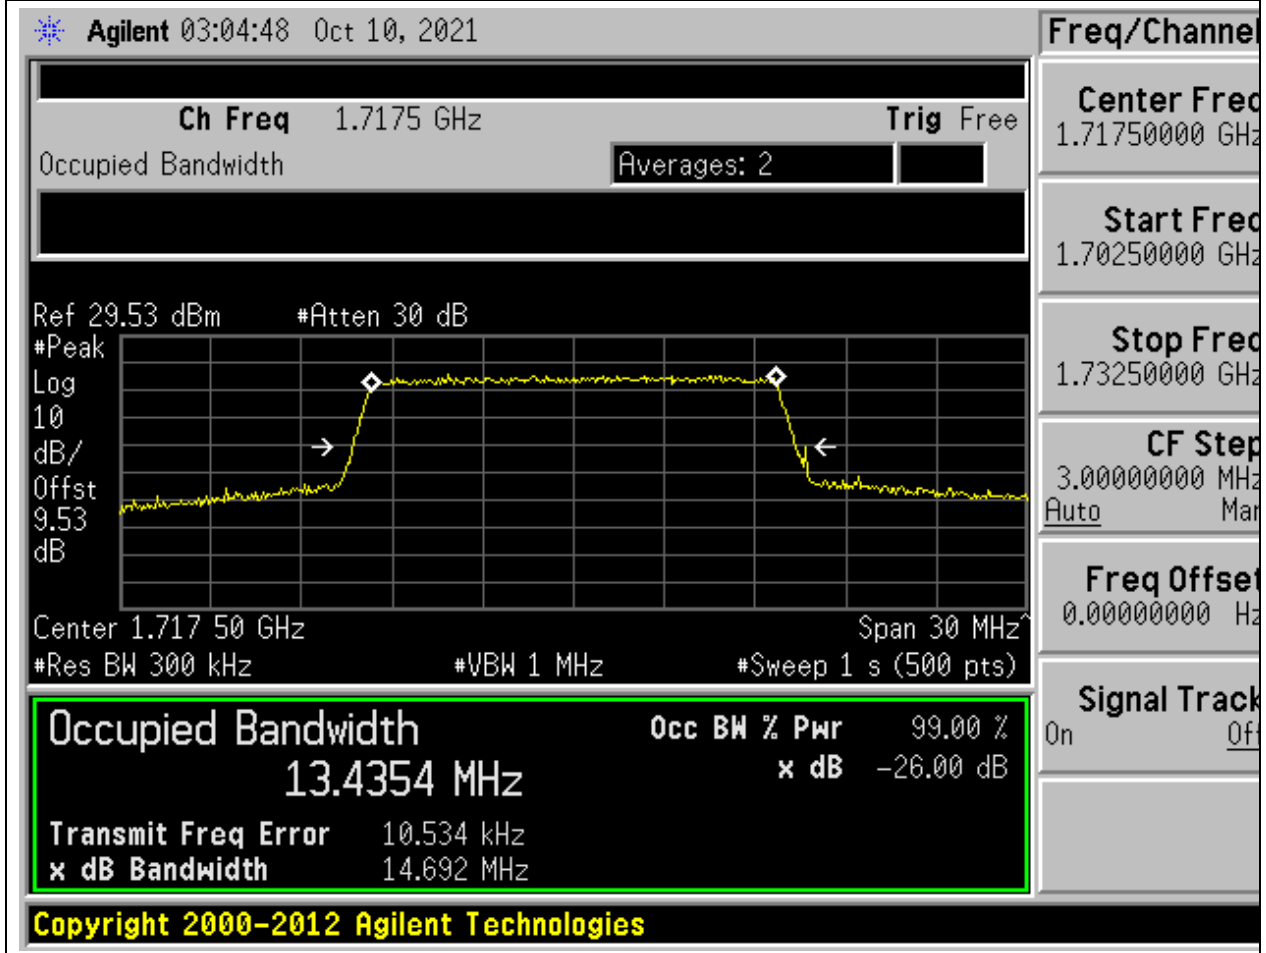 Agilent 03:04:48 Oct 10, 2021
Freq/Channel
Ch Freq 1.7175 GHz Trig Free
Occupied Bandwidth Averages: 2
Center Freq
1.71750000 GHz
Start Freq
1.70250000 GHz
Stop Freq
1.73250000 GHz
CF Step
3.00000000 MHz
Auto Man
Freq Offset
0.00000000 Hz
Signal Track
On Off
Ref 29.53 dBm #Atten 30 dB
#Peak
Log
10
dB/
Offst
9.53
dB
Center 1.717 50 GHz Span 30 MHz^
#Res BW 300 kHz #VBW 1 MHz #Sweep 1 s (500 pts)
Occupied Bandwidth Occ BW % Pwr 99.00 %
13.4354 MHz x dB -26.00 dB
Transmit Freq Error 10.534 kHz
x dB Bandwidth 14.692 MHz
Copyright 2000-2012 Agilent Technologies